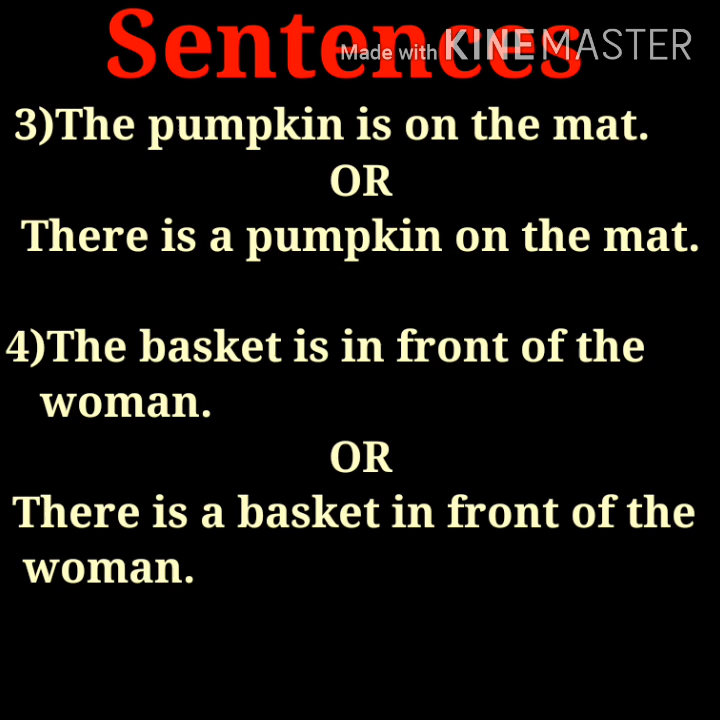 Sentences
Made with KINEMASTER
3)The pumpkin is on the mat.
OR
There is a pumpkin on the mat.
4)The basket is in front of the
woman.
OR
There is a basket in front of the
woman.